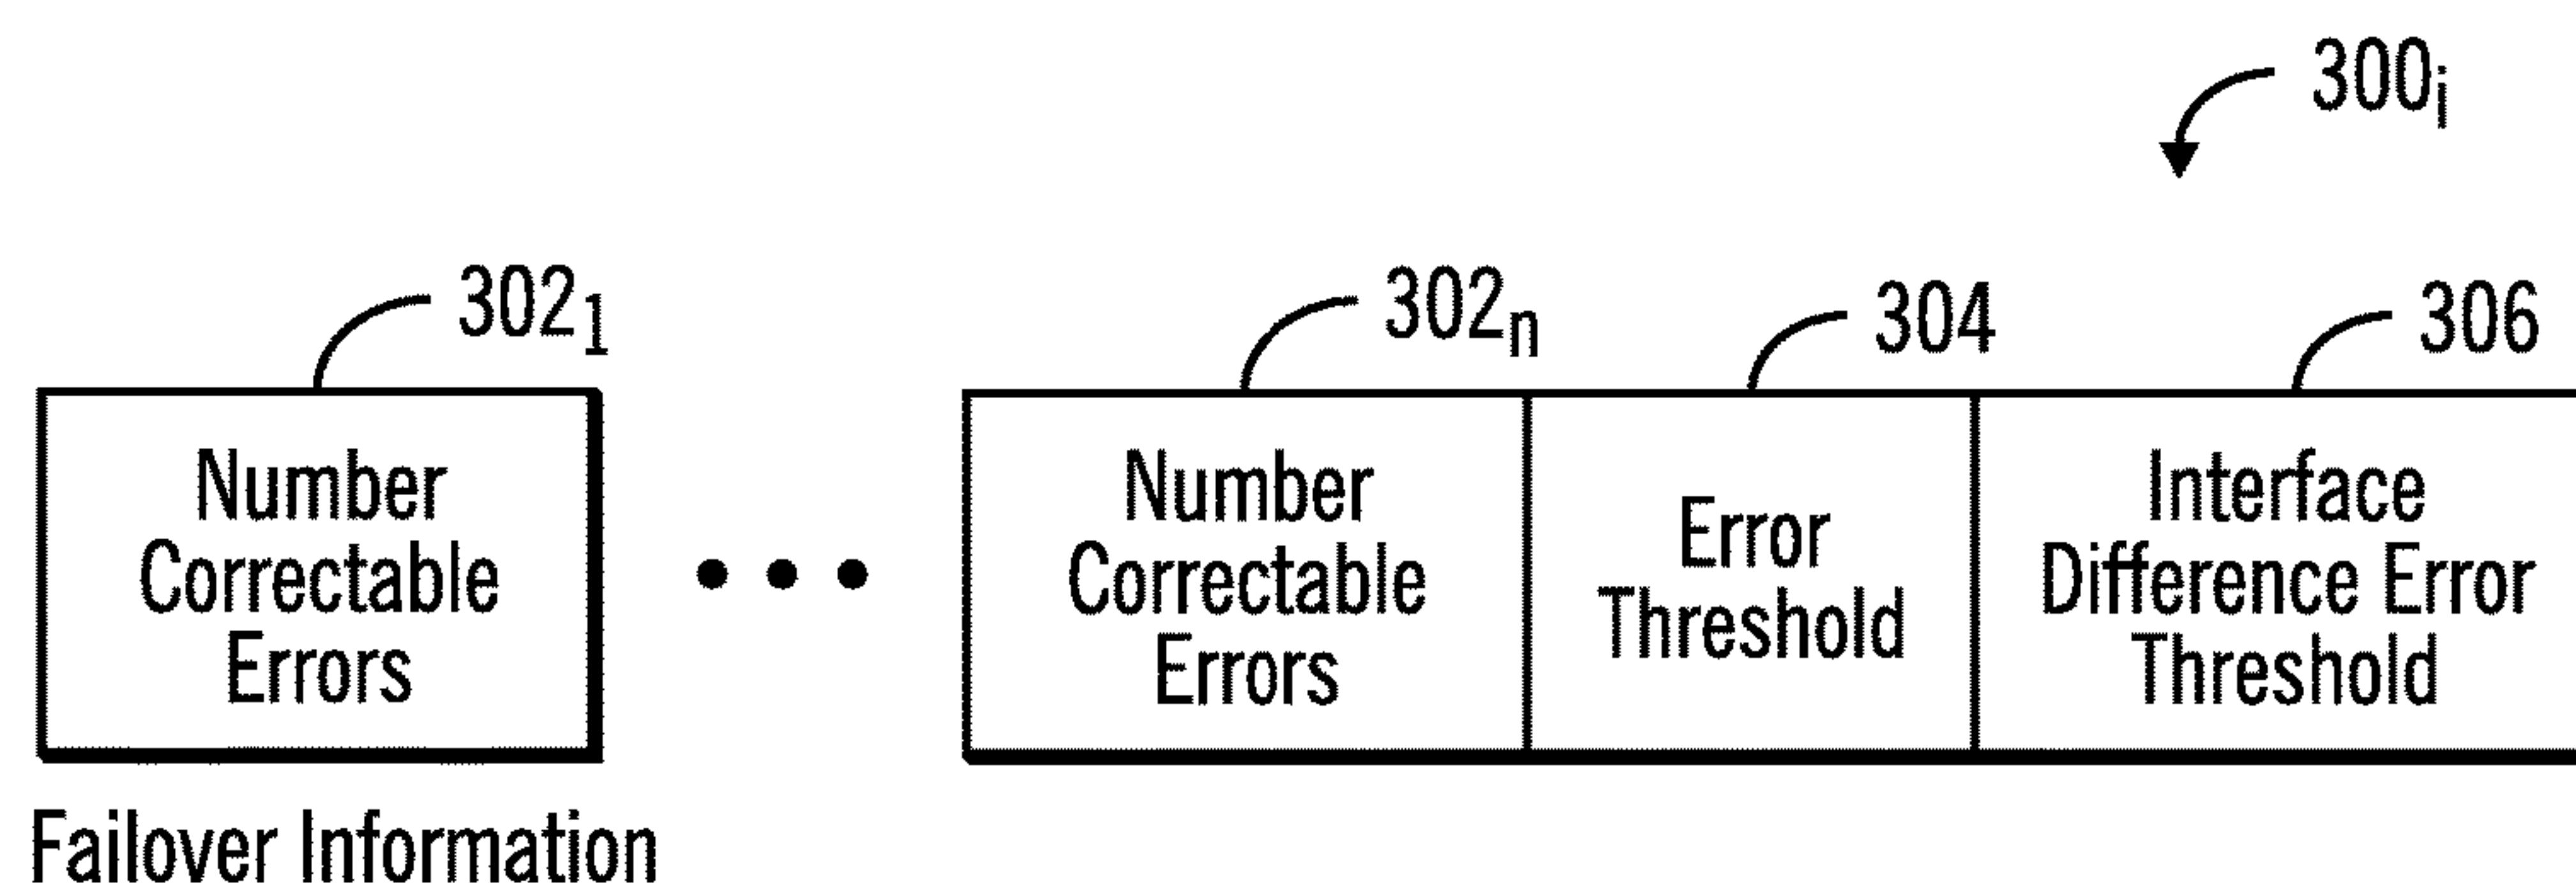 300i
3021
302n
304
306
Number
Correctable
Errors
Number
Correctable
Errors
Error
Threshold
Interface
Difference Error
Threshold
Failover Information